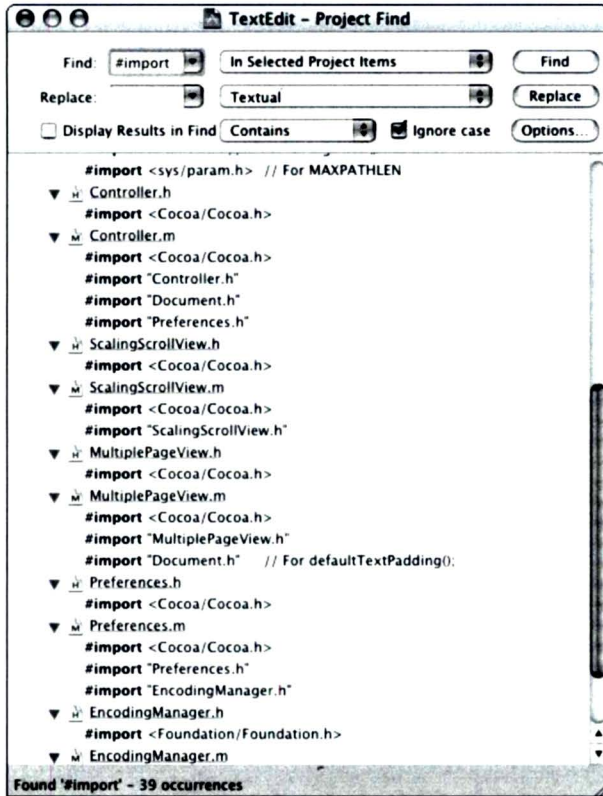 TextEdit – Project Find
Find: #import In Selected Project Items Find
Replace: Textual Replace
Display Results in Find Contains Ignore case Options...
#import <sys/param.h> // For MAXPATHLEN
Controller.h
#import <Cocoa/Cocoa.h>
Controller.m
#import <Cocoa/Cocoa.h>
#import "Controller.h"
#import "Document.h"
#import "Preferences.h"
ScalingScrollView.h
#import <Cocoa/Cocoa.h>
ScalingScrollView.m
#import <Cocoa/Cocoa.h>
#import "ScalingScrollView.h"
MultiplePageView.h
#import <Cocoa/Cocoa.h>
MultiplePageView.m
#import <Cocoa/Cocoa.h>
#import "MultiplePageView.h"
#import "Document.h" // For defaultTextPadding();
Preferences.h
#import <Cocoa/Cocoa.h>
Preferences.m
#import <Cocoa/Cocoa.h>
#import "Preferences.h"
#import "EncodingManager.h"
EncodingManager.h
#import <Foundation/Foundation.h>
EncodingManager.m
Found '#import' – 39 occurrences